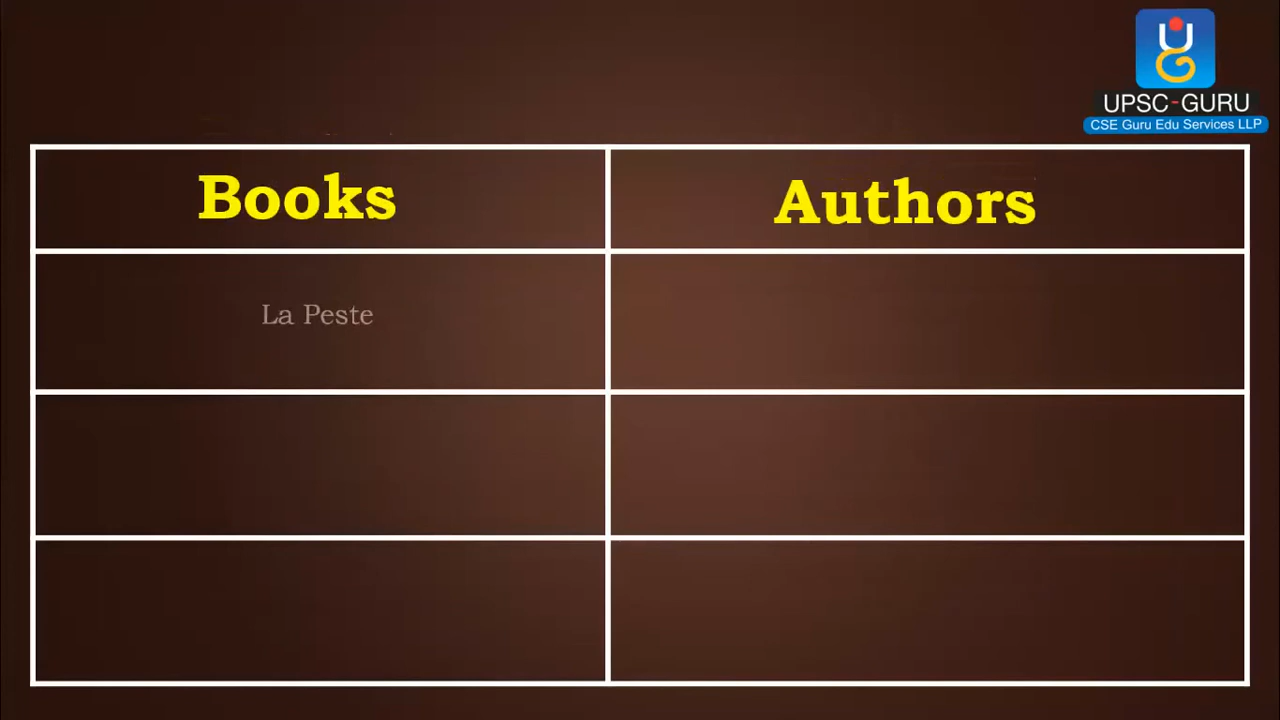 UPSC-GURU
CSE Guru Edu Services LLP
Books
Authors
La Peste